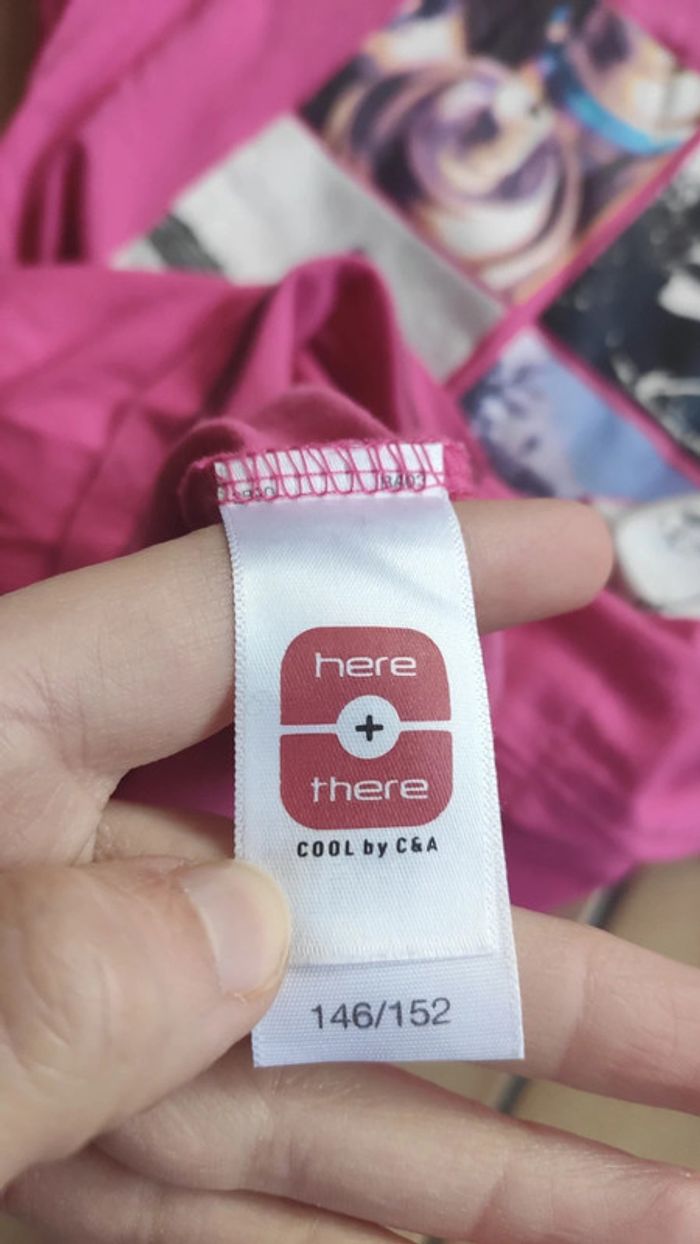 here
+
there
COOL by C&A
146/152